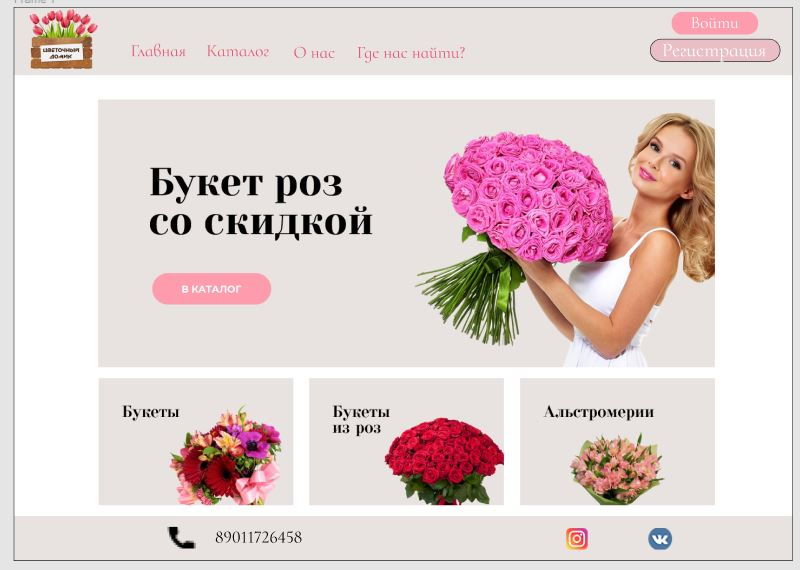 ЦВЕТОЧНЫЙ
ДОМИК
Главная
Каталог
О нас
Где нас найти?
Войти
Регистрация
Букет роз
со скидкой
В КАТАЛОГ
Букеты
Букеты
из роз
Альстромерии
89011726458